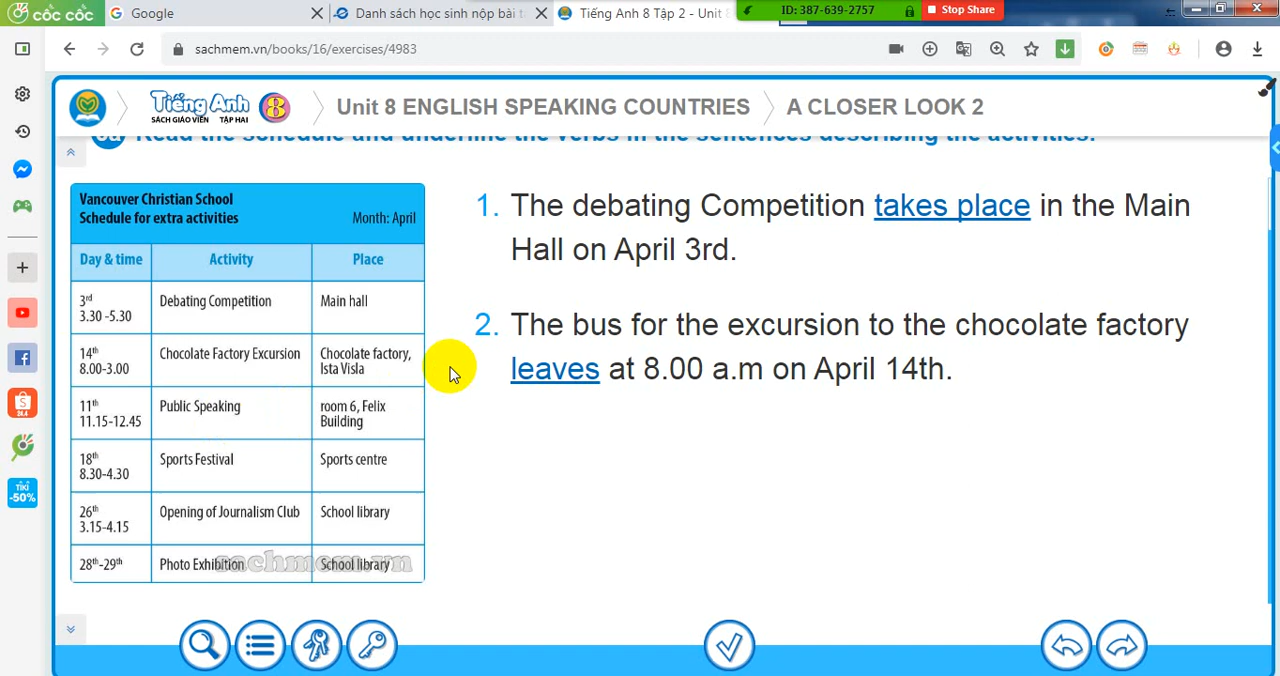 cốc cốc
Google
Danh sách học sinh nộp bài t
Tiếng Anh 8 Tập 2 - Unit 8
ID: 387-639-2757
Stop Share
sachmem.vn/books/16/exercises/4983
Tiếng Anh 8
SÁCH GIÁO VIÊN TẬP HAI
Unit 8 ENGLISH SPEAKING COUNTRIES
A CLOSER LOOK 2
Read the schedule and underline the verbs in the sentences describing the activities.
Vancouver Christian School
Schedule for extra activities
Month: April
Day & time Activity Place
3rd
3.30 -5.30
Debating Competition
Main hall
14th
8.00-3.00
Chocolate Factory Excursion
Chocolate factory,
Ista Visla
11th
11.15-12.45
Public Speaking
room 6, Felix
Building
18th
8.30-4.30
Sports Festival
Sports centre
26th
3.15-4.15
Opening of Journalism Club
School library
28th-29th
Photo Exhibition
School library
sachmem.vn
1. The debating Competition takes place in the Main
Hall on April 3rd.
2. The bus for the excursion to the chocolate factory
leaves at 8.00 a.m on April 14th.
TIKI
-50%